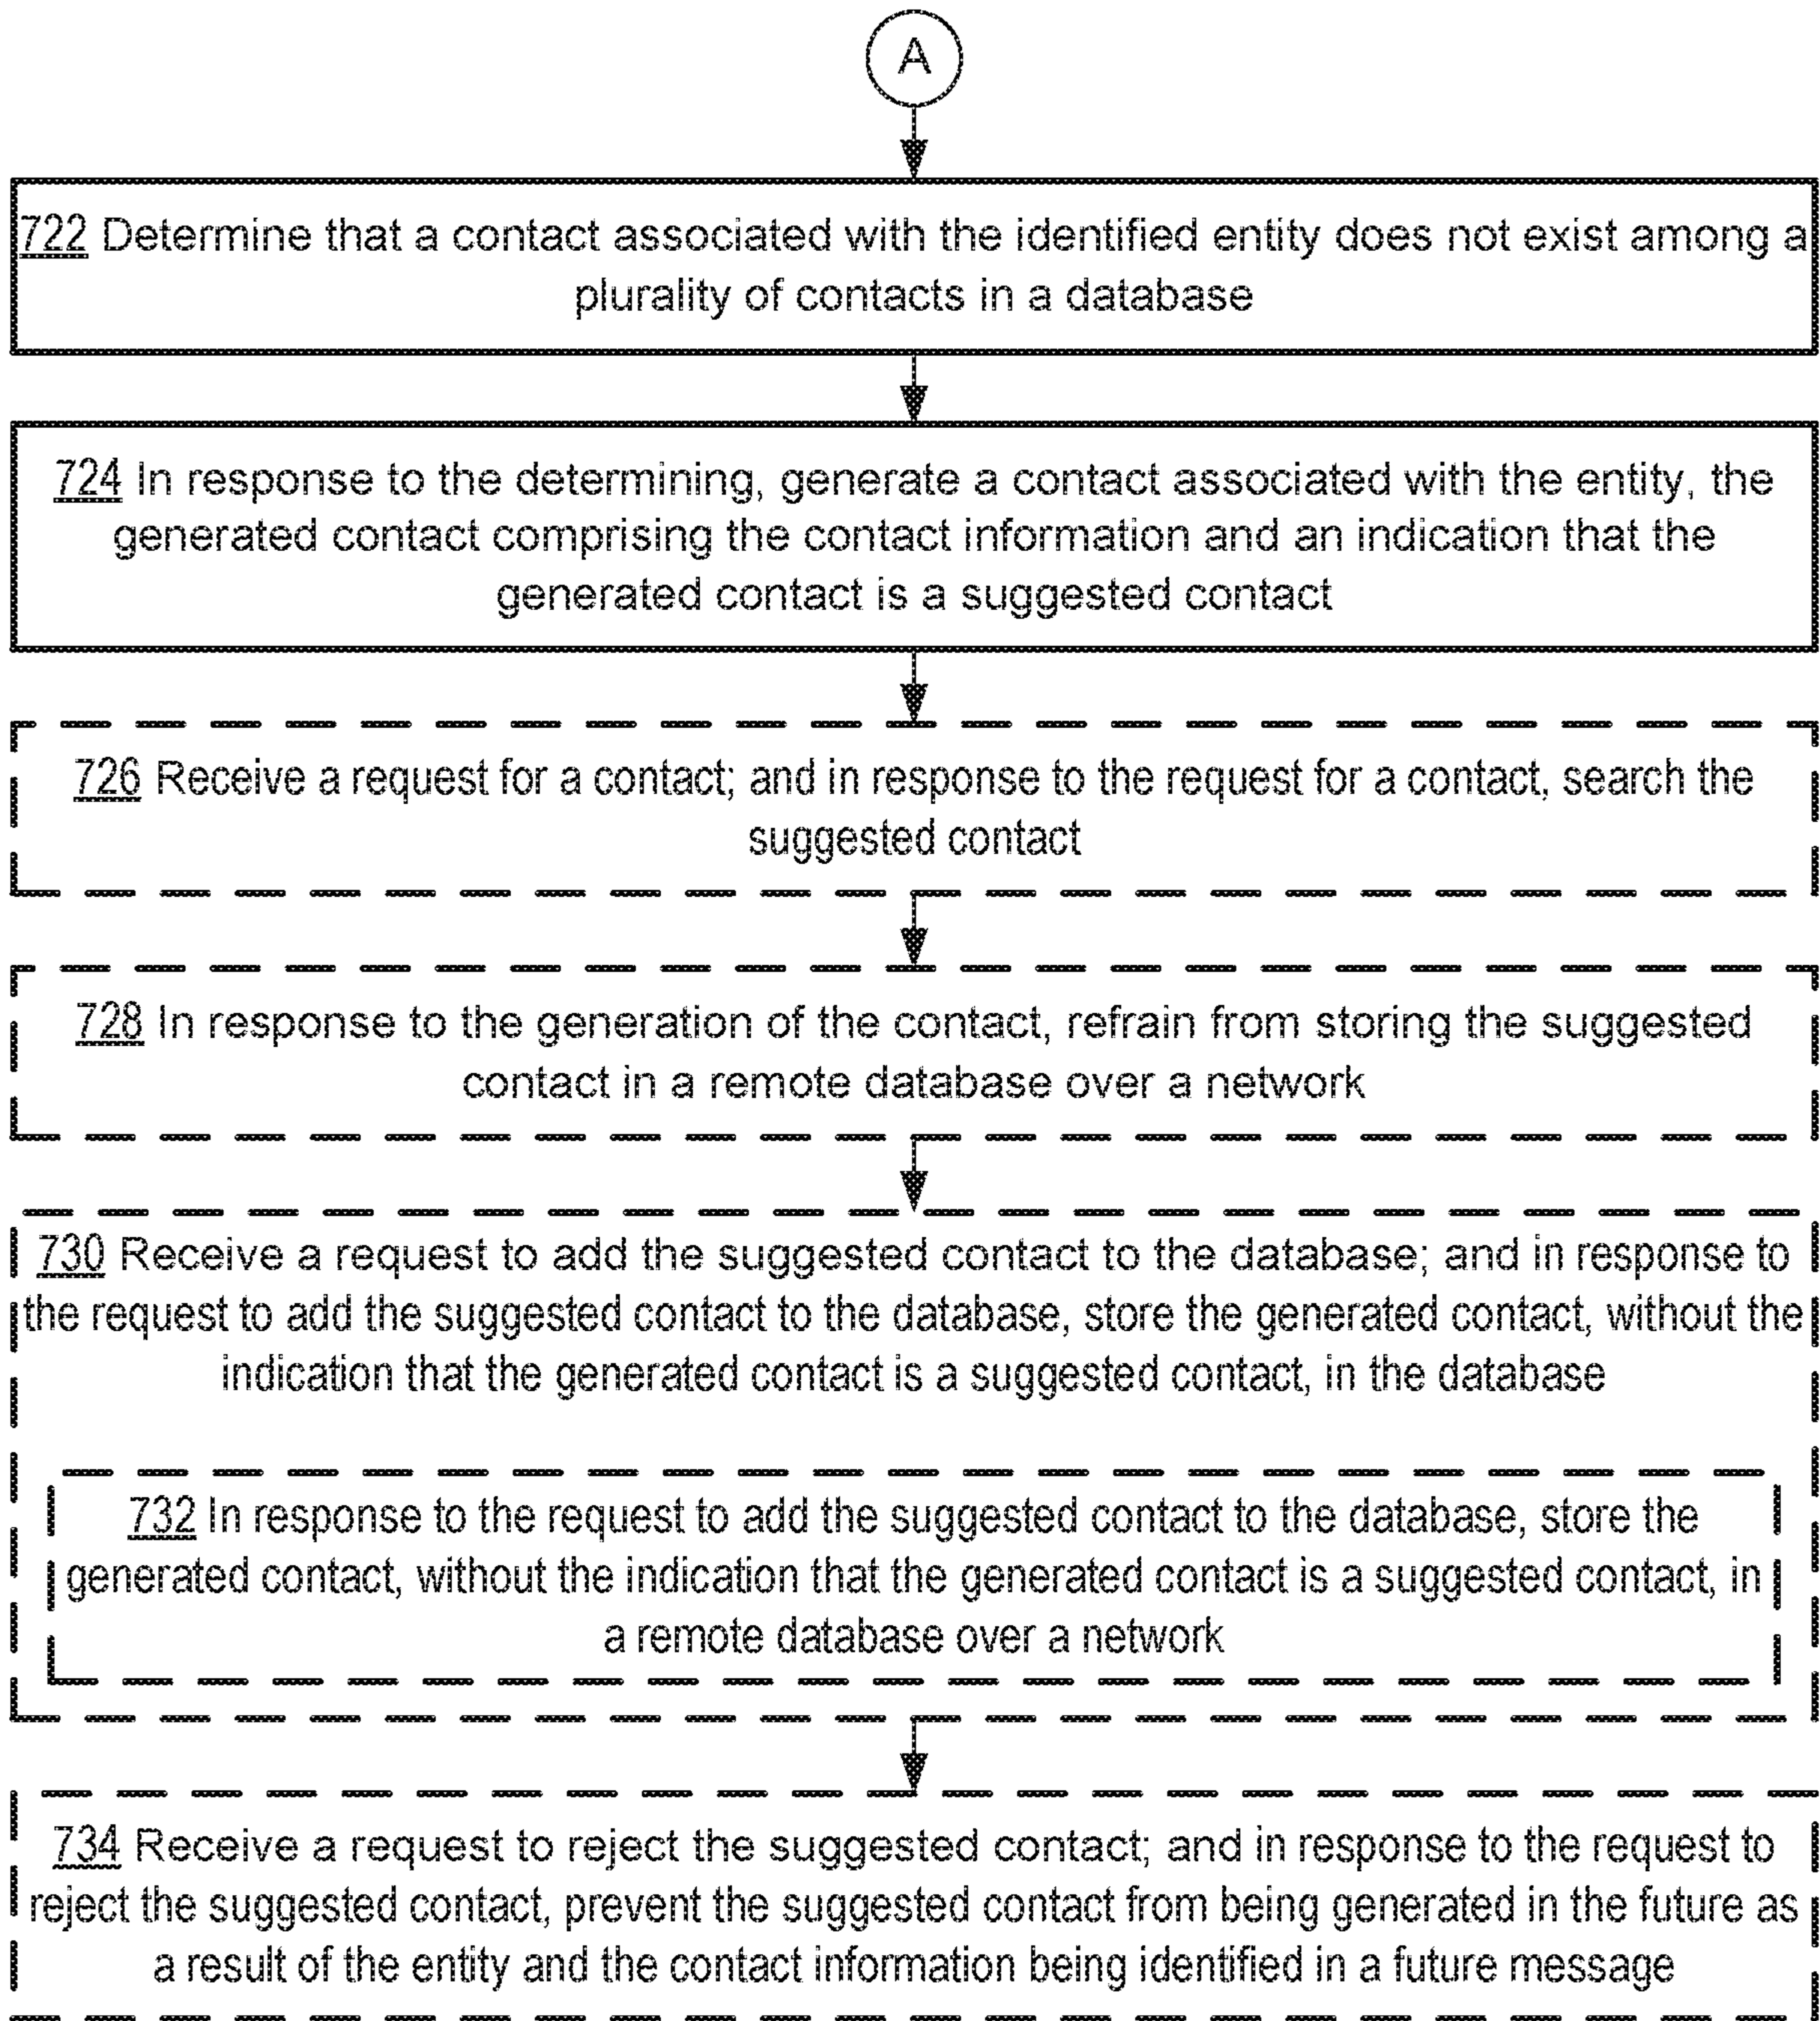 A
722 Determine that a contact associated with the identified entity does not exist among a
plurality of contacts in a database
724 In response to the determining, generate a contact associated with the entity, the
generated contact comprising the contact information and an indication that the
generated contact is a suggested contact
726 Receive a request for a contact; and in response to the request for a contact, search the
suggested contact
728 In response to the generation of the contact, refrain from storing the suggested
contact in a remote database over a network
730 Receive a request to add the suggested contact to the database; and in response to
the request to add the suggested contact to the database, store the generated contact, without the
indication that the generated contact is a suggested contact, in the database
732 In response to the request to add the suggested contact to the database, store the
generated contact, without the indication that the generated contact is a suggested contact, in
a remote database over a network
734 Receive a request to reject the suggested contact; and in response to the request to
reject the suggested contact, prevent the suggested contact from being generated in the future as
a result of the entity and the contact information being identified in a future message